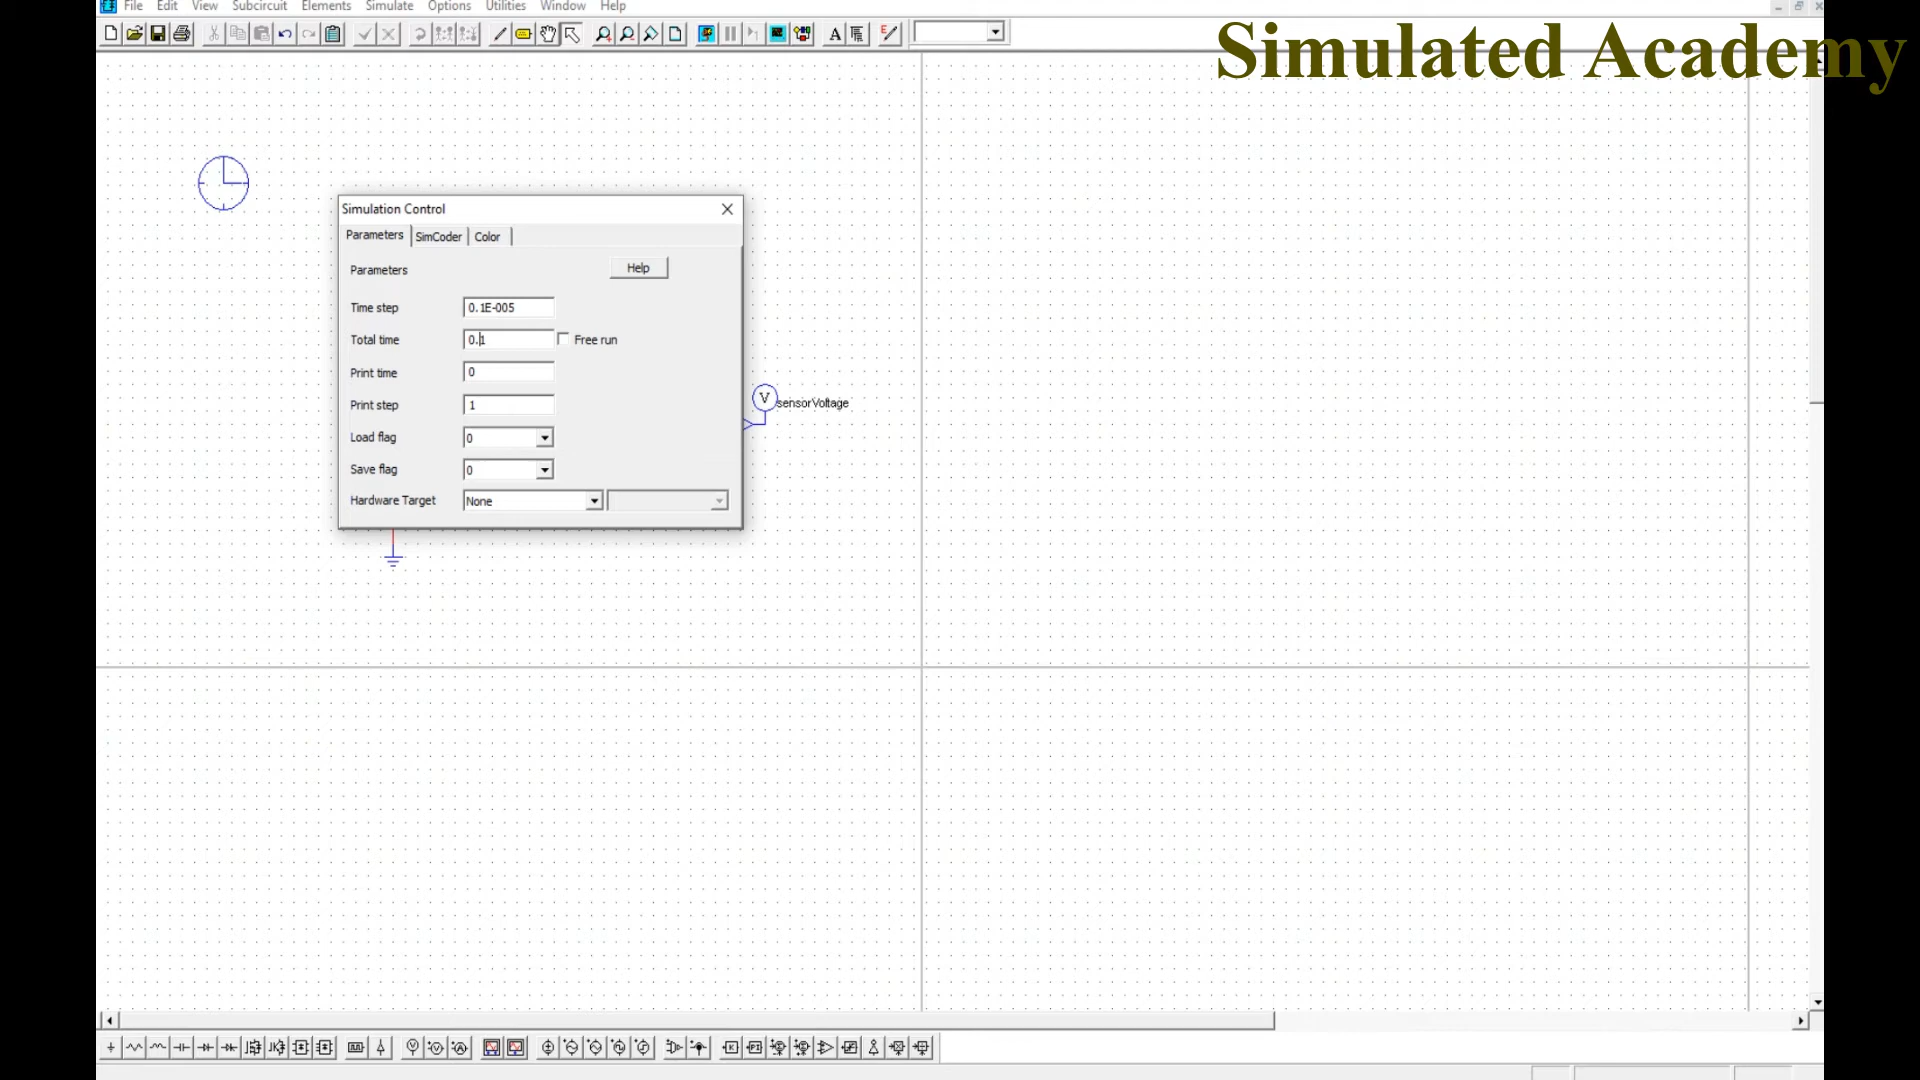 File Edit View Subcircuit Elements Simulate Options Utilities Window Help
Simulated Academy
Simulation Control
Parameters SimCoder Color
Parameters
Help
Time step 0.1E-005
Total time 0.1 Free run
Print time 0
Print step 1
Load flag 0
Save flag 0
Hardware Target None
V
sensorVoltage